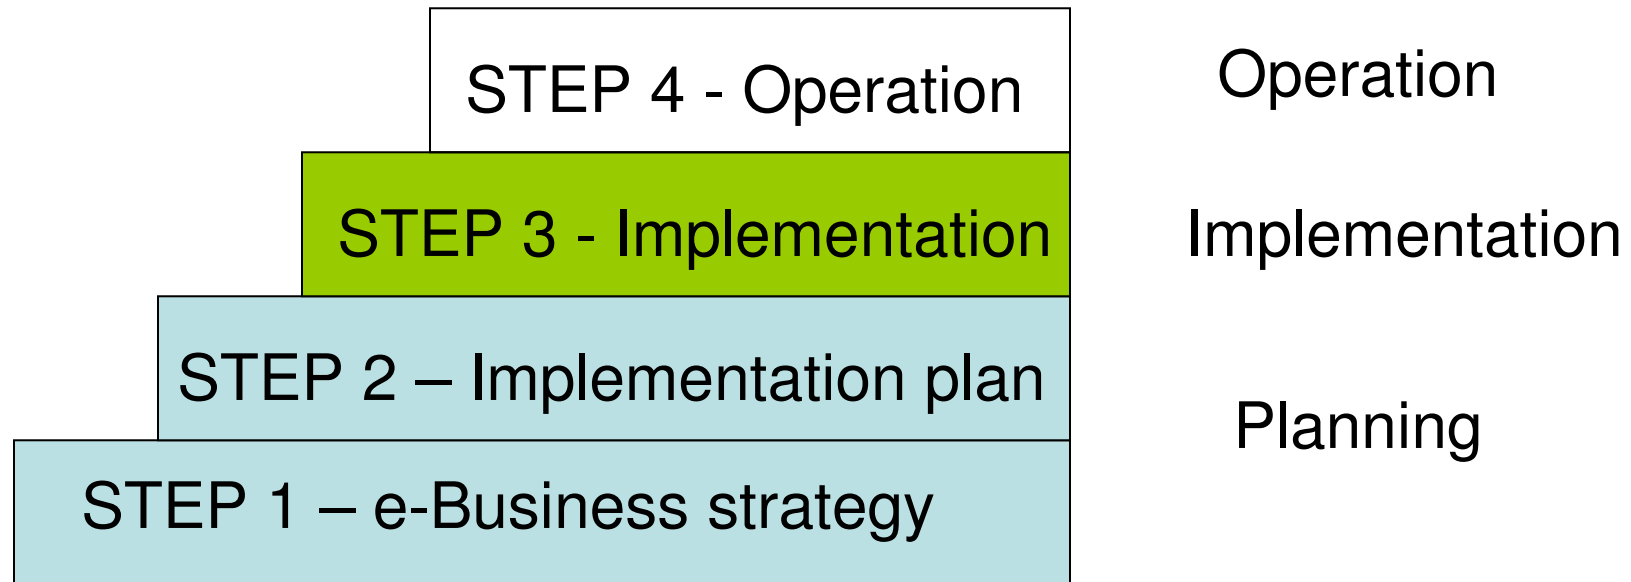 STEP 4 - Operation
Operation
STEP 3 - Implementation
Implementation
STEP 2 – Implementation plan
Planning
STEP 1 – e-Business strategy